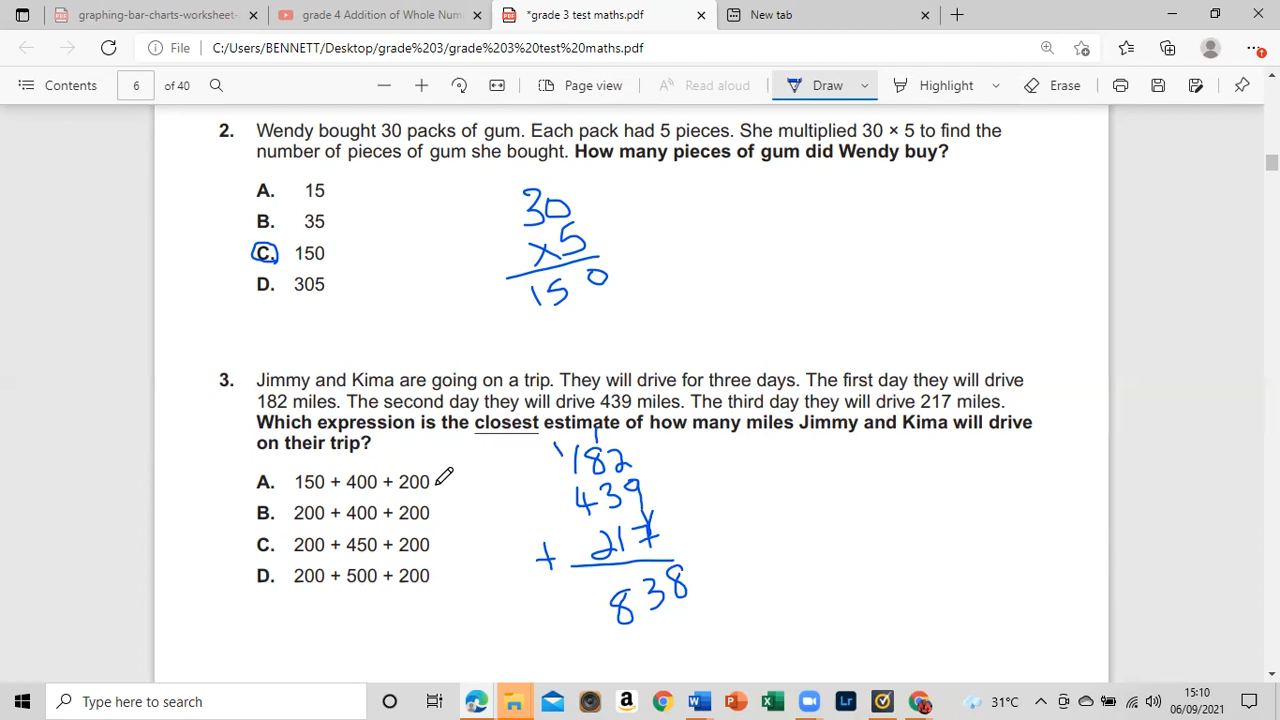 graphing-bar-charts-worksheet-
grade 4 Addition of Whole Num
*grade 3 test maths.pdf
New tab
File
C:/Users/BENNETT/Desktop/grade%203/grade%203%20test%20maths.pdf
Contents
6
of 40
Page view
Read aloud
Draw
Highlight
Erase
2. Wendy bought 30 packs of gum. Each pack had 5 pieces. She multiplied 30 × 5 to find the
number of pieces of gum she bought. How many pieces of gum did Wendy buy?
A. 15
B. 35
C. 150
D. 305
30
×5
150
3. Jimmy and Kima are going on a trip. They will drive for three days. The first day they will drive
182 miles. The second day they will drive 439 miles. The third day they will drive 217 miles.
Which expression is the closest estimate of how many miles Jimmy and Kima will drive
on their trip?
A. 150 + 400 + 200
B. 200 + 400 + 200
C. 200 + 450 + 200
D. 200 + 500 + 200
1 1
182
439
+ 217
838
Type here to search
31°C
15:10
06/09/2021